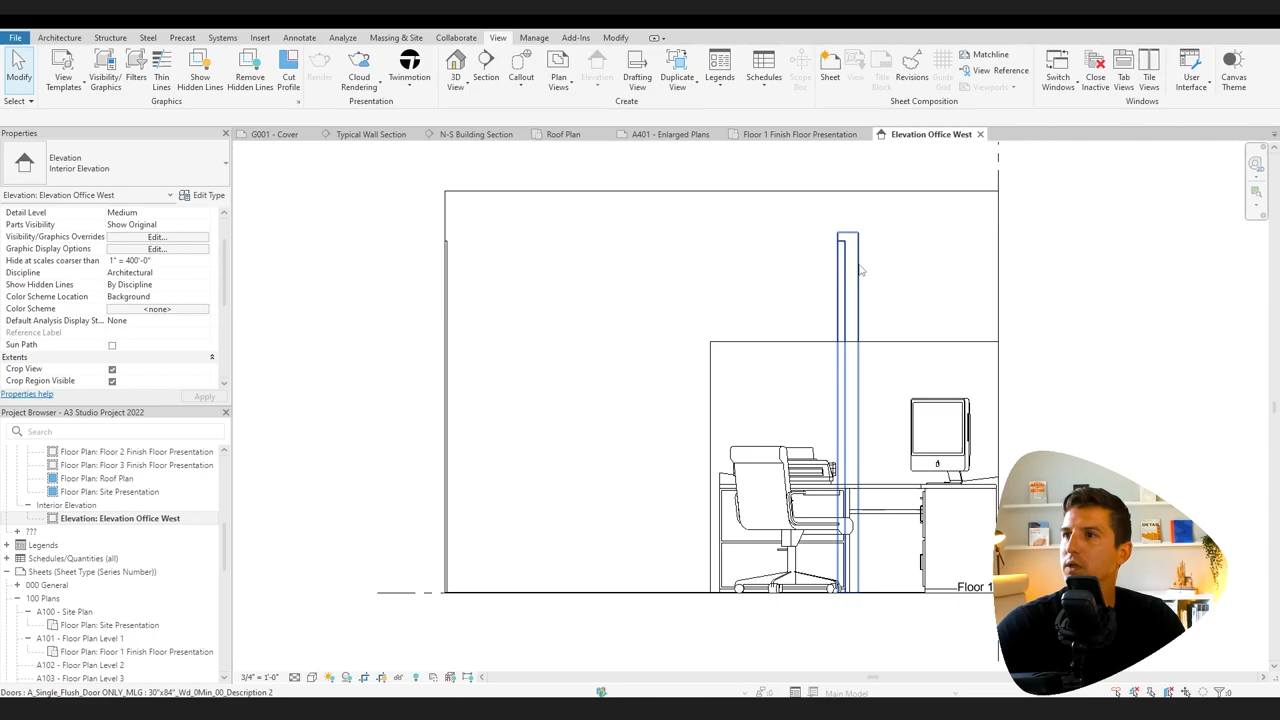 File Architecture Structure Steel Precast Systems Insert Annotate Analyze Massing & Site Collaborate View Manage Add-Ins Modify
Modify View Templates Visibility/ Graphics Filters Thin Lines Show Hidden Lines Remove Hidden Lines Cut Profile Render Cloud Rendering Twinmotion 3D View Section Callout Plan Views Elevation Drafting View Duplicate View Legends Schedules Scope Box Sheet View Title Block Revisions Guide Grid Matchline View Reference Viewports Switch Windows Close Inactive Tab Views Tile Views User Interface Canvas Theme
Select Graphics Presentation Create Sheet Composition Windows
Properties
G001 - Cover Typical Wall Section N-S Building Section Roof Plan A401 - Enlarged Plans Floor 1 Finish Floor Presentation Elevation Office West
Elevation
Interior Elevation
Elevation: Elevation Office West Edit Type
Detail Level Medium
Parts Visibility Show Original
Visibility/Graphics Overrides Edit...
Graphic Display Options Edit...
Hide at scales coarser than 1" = 400'-0"
Discipline Architectural
Show Hidden Lines By Discipline
Color Scheme Location Background
Color Scheme <none>
Default Analysis Display St... None
Reference Label
Sun Path
Extents
Crop View
Crop Region Visible
Properties help Apply
Project Browser - A3 Studio Project 2022
Search
Floor Plan: Floor 2 Finish Floor Presentation
Floor Plan: Floor 3 Finish Floor Presentation
Floor Plan: Roof Plan
Floor Plan: Site Presentation
Interior Elevation
Elevation: Elevation Office West
???
Legends
Schedules/Quantities (all)
Sheets (Sheet Type (Series Number))
000 General
100 Plans
A100 - Site Plan
Floor Plan: Site Presentation
A101 - Floor Plan Level 1
Floor Plan: Floor 1 Finish Floor Presentation
A102 - Floor Plan Level 2
A103 - Floor Plan Level 3
Floor 1
3/4" = 1'-0"
Doors : A_Single_Flush_Door ONLY_MLG : 30"x84"_Wd_0Min_00_Description 2 :0 Main Model :0